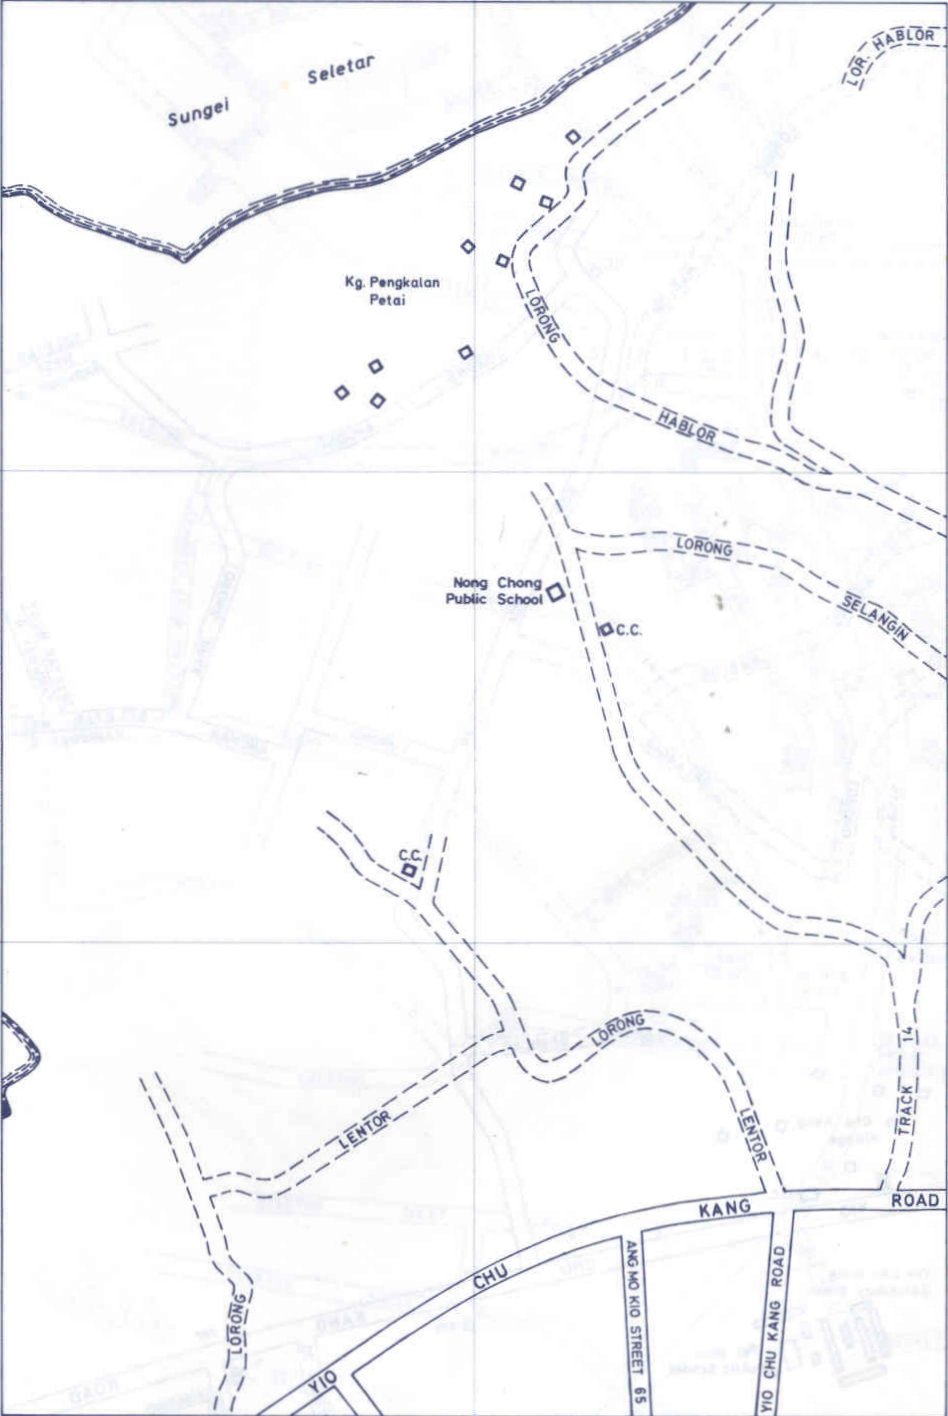 LOR. HABLOR
Sungei Seletar
Kg. Pengkalan
Petai
LORONG
HABLOR
LORONG
SELANGIN
Nong Chong
Public School
C.C.
C.C.
LORONG
LENTOR
LENTOR
TRACK 14
YIO CHU KANG ROAD
ANG MO KIO STREET 65
YIO CHU KANG ROAD
LORONG